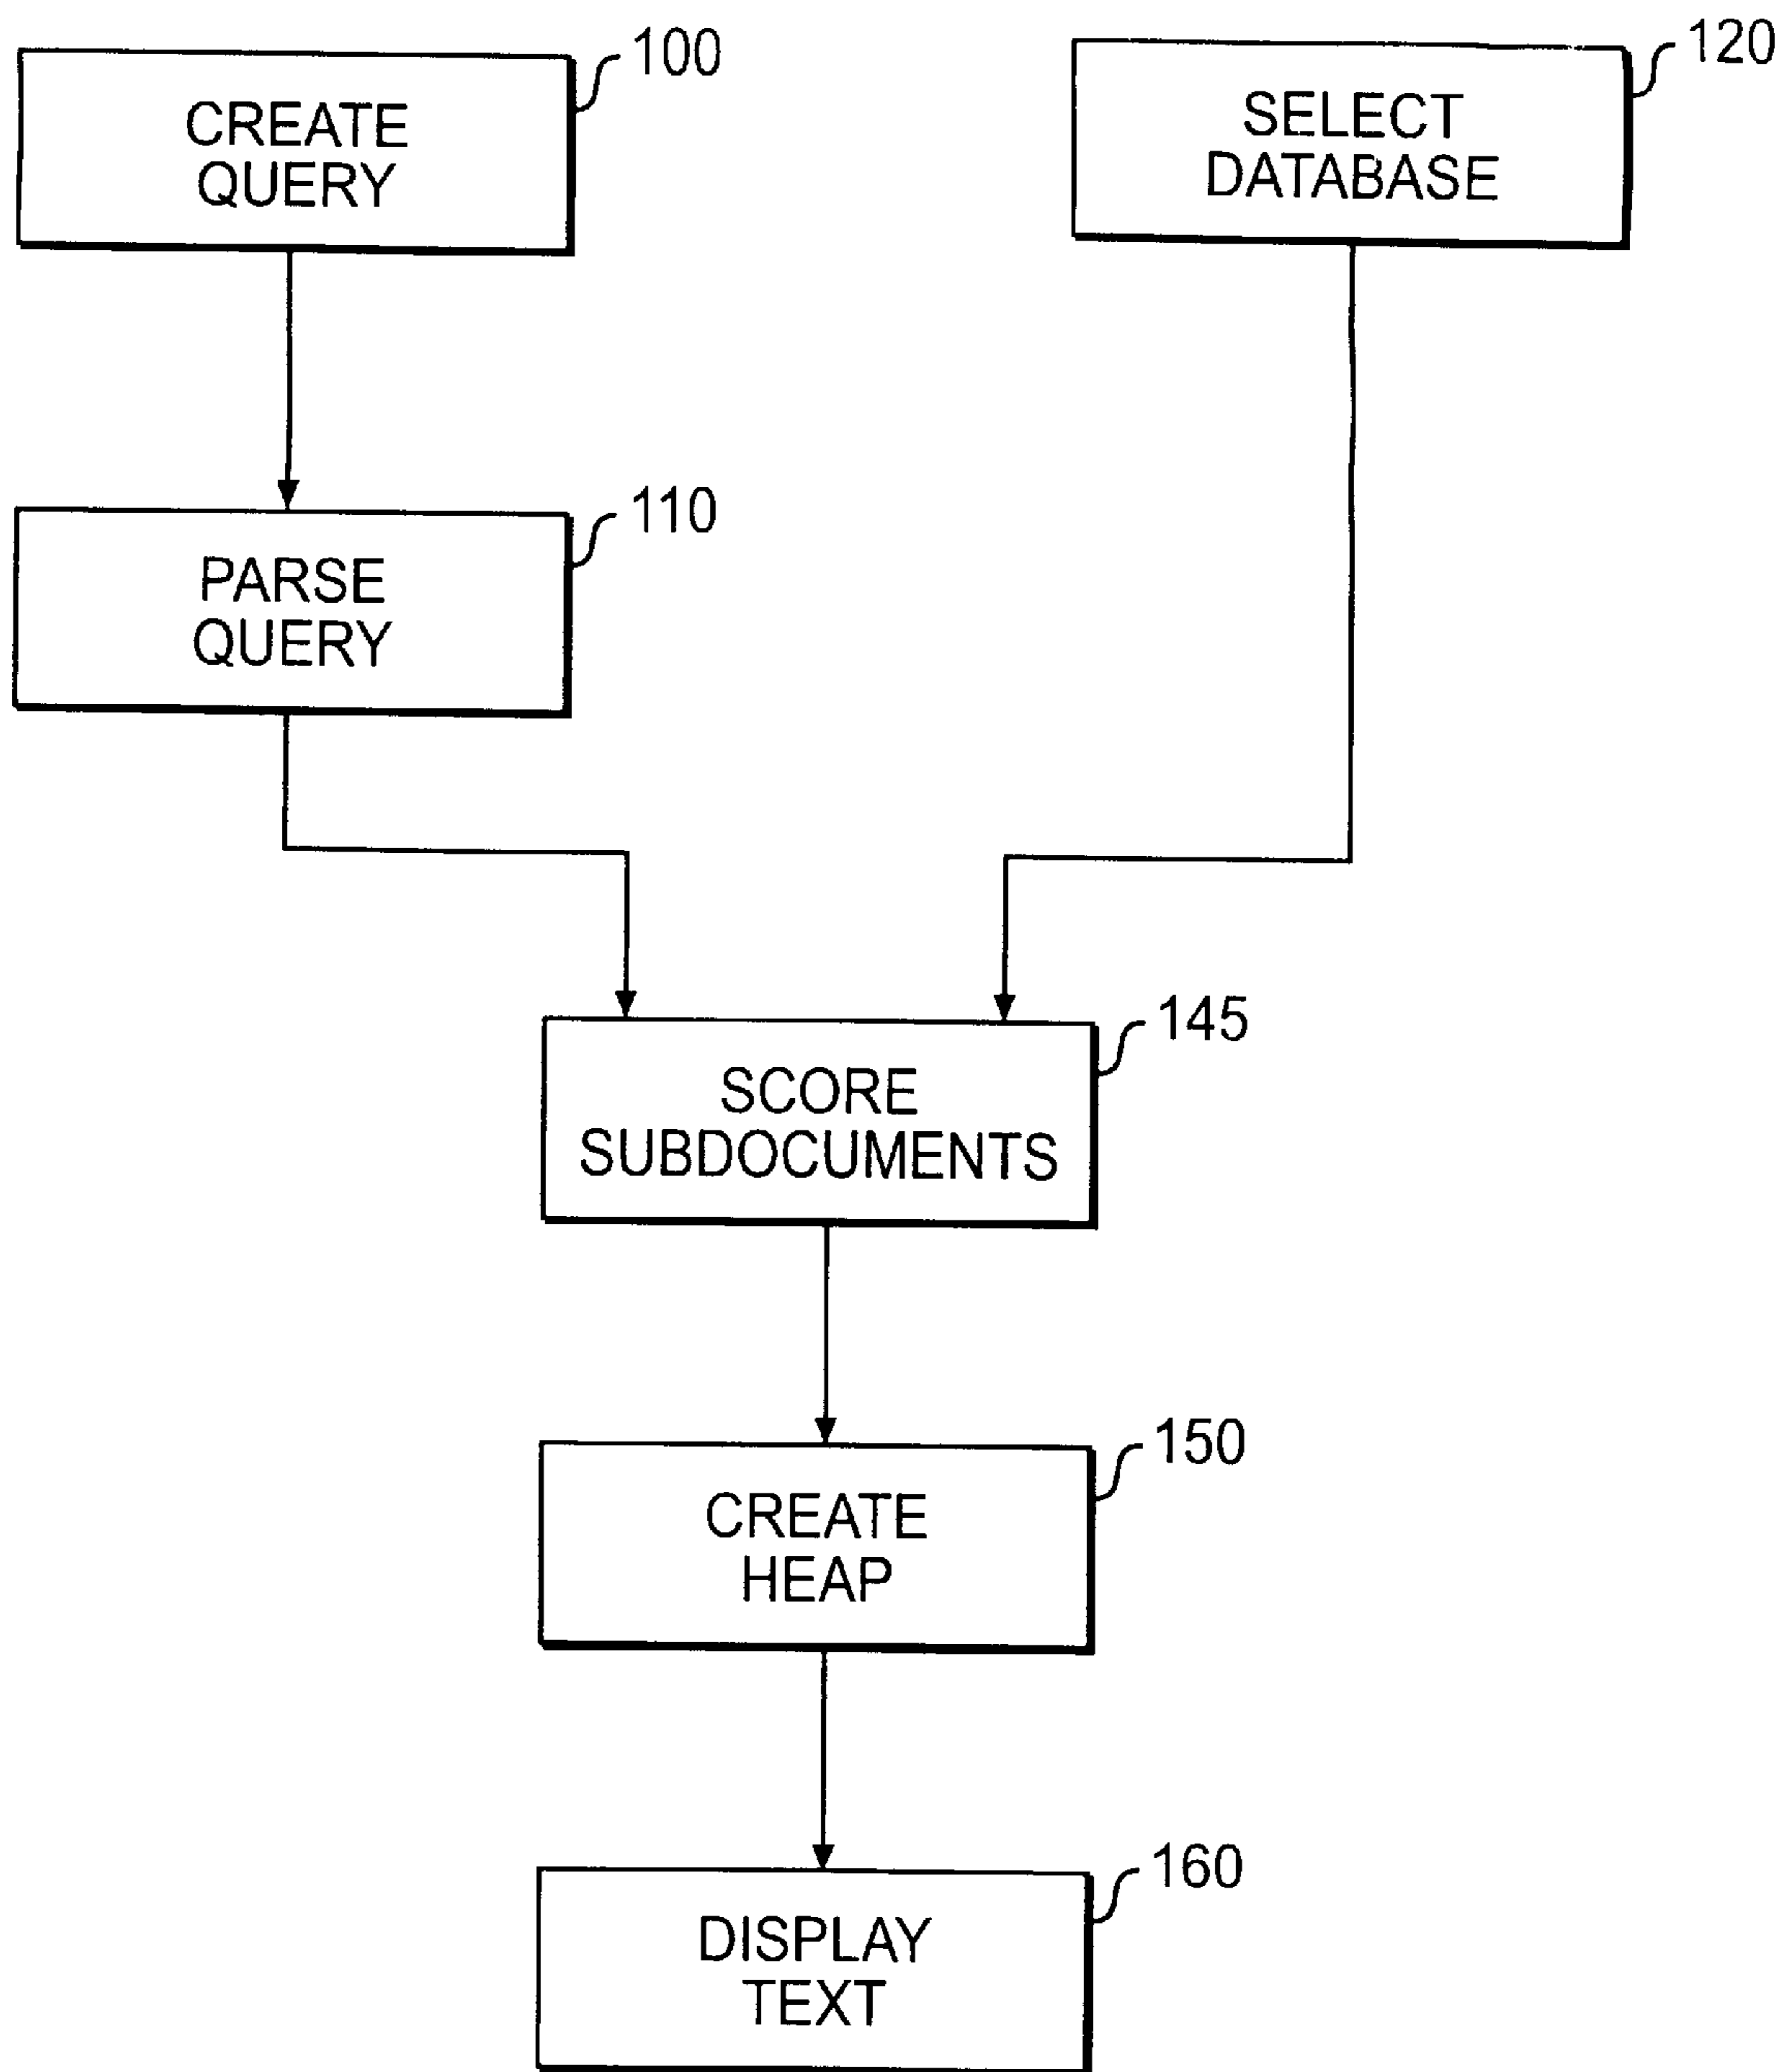 100
CREATE
QUERY
120
SELECT
DATABASE
110
PARSE
QUERY
145
SCORE
SUBDOCUMENTS
150
CREATE
HEAP
160
DISPLAY
TEXT